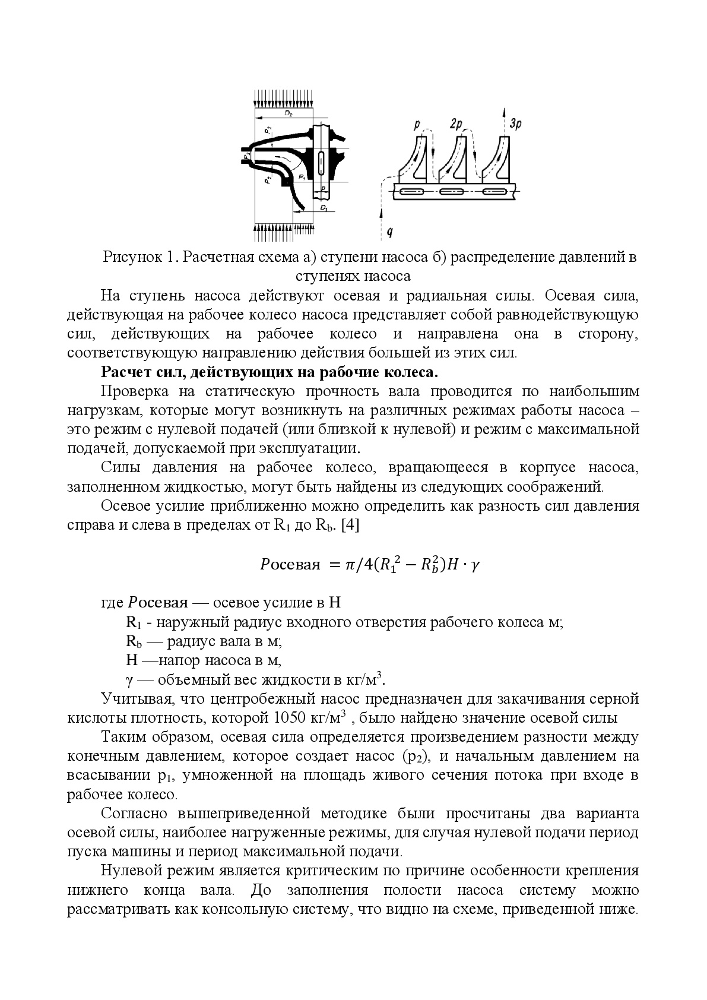 D₂
P₂
P₂
P₂
P₁
p
D₁
p 2p 3p
q
Рисунок 1. Расчетная схема а) ступени насоса б) распределение давлений в
ступенях насоса
На ступень насоса действуют осевая и радиальная силы. Осевая сила,
действующая на рабочее колесо насоса представляет собой равнодействующую
сил, действующих на рабочее колесо и направлена она в сторону,
соответствующую направлению действия большей из этих сил.
Расчет сил, действующих на рабочие колеса.
Проверка на статическую прочность вала проводится по наибольшим
нагрузкам, которые могут возникнуть на различных режимах работы насоса –
это режим с нулевой подачей (или близкой к нулевой) и режим с максимальной
подачей, допускаемой при эксплуатации.
Силы давления на рабочее колесо, вращающееся в корпусе насоса,
заполненном жидкостью, могут быть найдены из следующих соображений.
Осевое усилие приближенно можно определить как разность сил давления
справа и слева в пределах от R₁ до R_b. [4]
𝑃осевая = 𝜋/4(𝑅₁² − 𝑅_b²)𝐻 · 𝛾
где 𝑃осевая — осевое усилие в Н
R₁ - наружный радиус входного отверстия рабочего колеса м;
R_b — радиус вала в м;
Н —напор насоса в м,
γ — объемный вес жидкости в кг/м³.
Учитывая, что центробежный насос предназначен для закачивания серной
кислоты плотность, которой 1050 кг/м³ , было найдено значение осевой силы
Таким образом, осевая сила определяется произведением разности между
конечным давлением, которое создает насос (р₂), и начальным давлением на
всасывании р₁, умноженной на площадь живого сечения потока при входе в
рабочее колесо.
Согласно вышеприведенной методике были просчитаны два варианта
осевой силы, наиболее нагруженные режимы, для случая нулевой подачи период
пуска машины и период максимальной подачи.
Нулевой режим является критическим по причине особенности крепления
нижнего конца вала. До заполнения полости насоса систему можно
рассматривать как консольную систему, что видно на схеме, приведенной ниже.